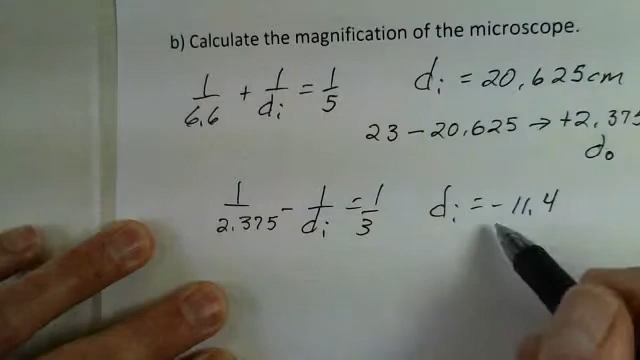 b) Calculate the magnification of the microscope.
1/6.6 + 1/di = 1/5
di = 20.625cm
23 - 20.625 → +2.375
do
1/2.375 - 1/di = 1/3
di = - 11.4